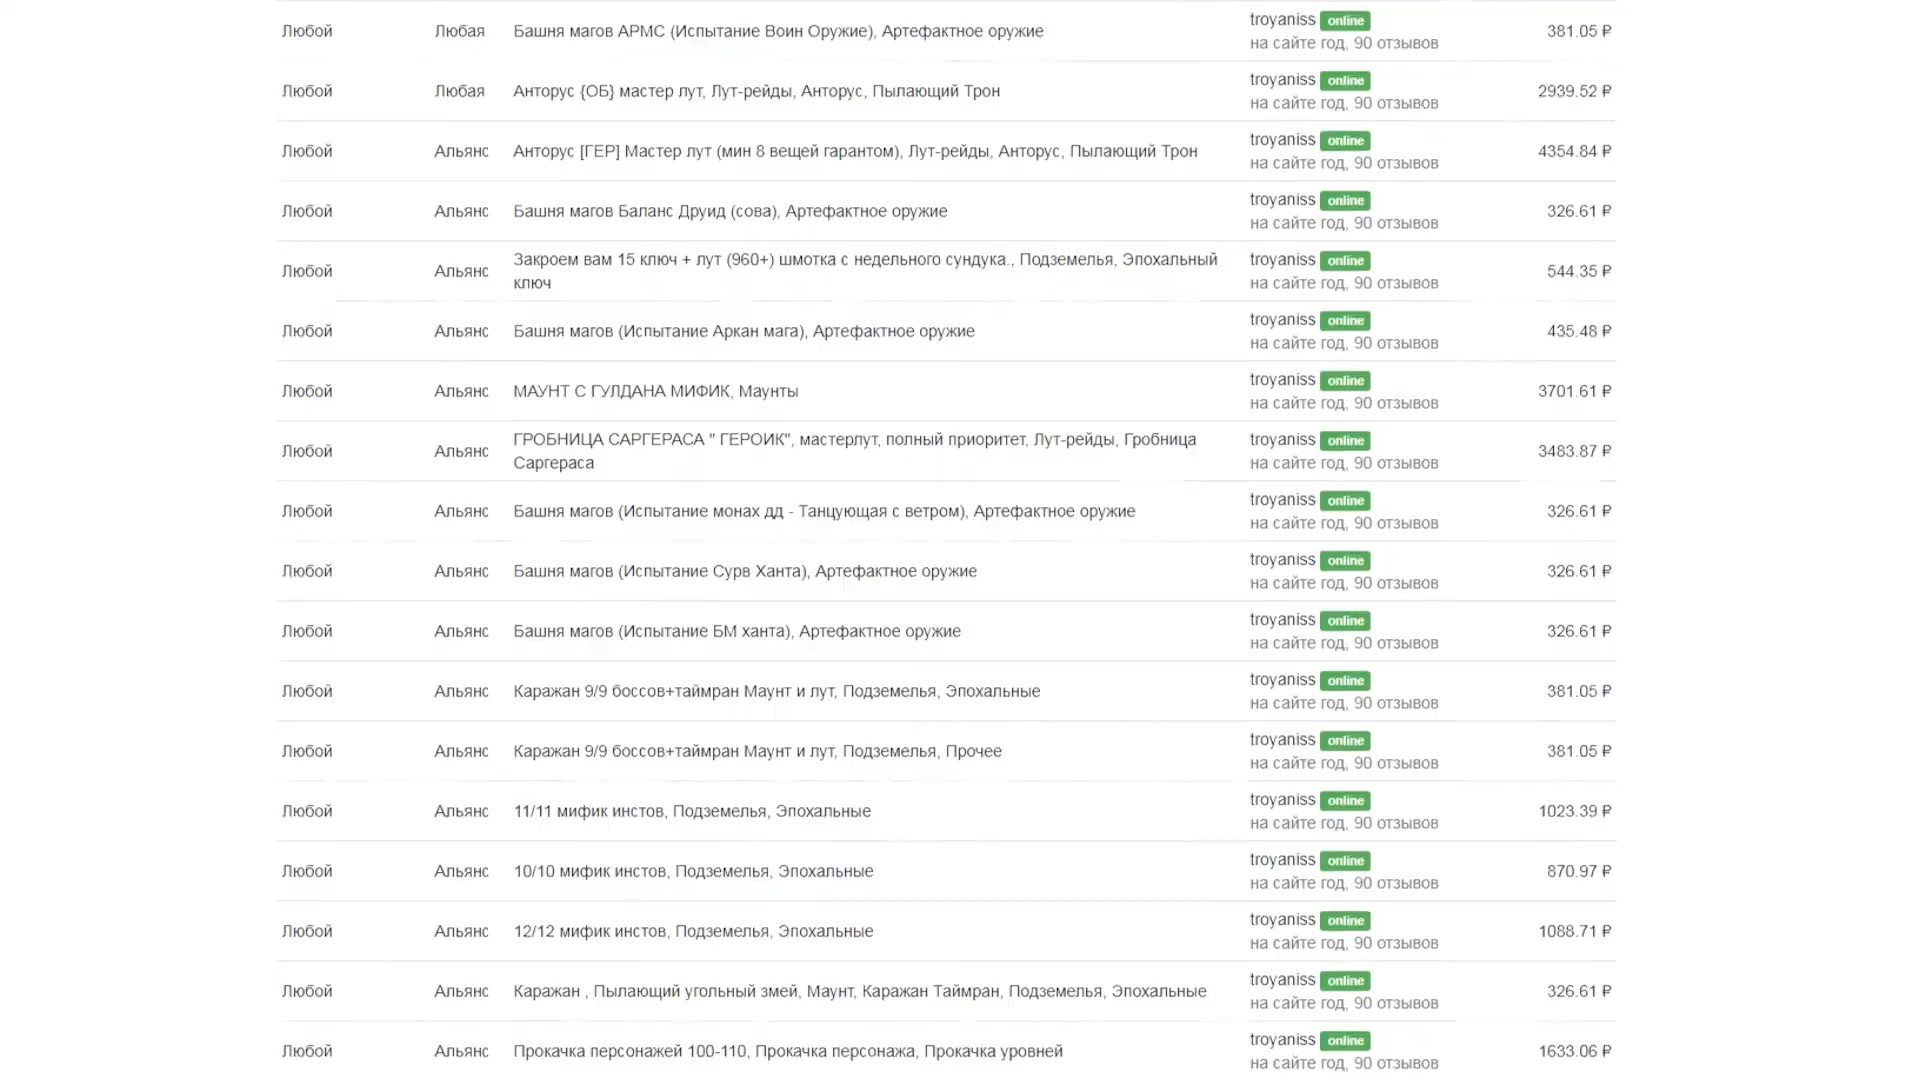 Любой Любая Башня магов АРМС (Испытание Воин Оружие), Артефактное оружие troyaniss online 381.05 ₽
на сайте год, 90 отзывов
Любой Любая Анторус {ОБ} мастер лут, Лут-рейды, Анторус, Пылающий Трон troyaniss online 2939.52 ₽
на сайте год, 90 отзывов
Любой Альянс Анторус [ГЕР] Мастер лут (мин 8 вещей гарантом), Лут-рейды, Анторус, Пылающий Трон troyaniss online 4354.84 ₽
на сайте год, 90 отзывов
Любой Альянс Башня магов Баланс Друид (сова), Артефактное оружие troyaniss online 326.61 ₽
на сайте год, 90 отзывов
Любой Альянс Закроем вам 15 ключ + лут (960+) шмотка с недельного сундука., Подземелья, Эпохальный troyaniss online 544.35 ₽
ключ на сайте год, 90 отзывов
Любой Альянс Башня магов (Испытание Аркан мага), Артефактное оружие troyaniss online 435.48 ₽
на сайте год, 90 отзывов
Любой Альянс МАУНТ С ГУЛДАНА МИФИК, Маунты troyaniss online 3701.61 ₽
на сайте год, 90 отзывов
Любой Альянс ГРОБНИЦА САРГЕРАСА " ГЕРОИК", мастерлут, полный приоритет, Лут-рейды, Гробница troyaniss online 3483.87 ₽
Саргераса на сайте год, 90 отзывов
Любой Альянс Башня магов (Испытание монах дд - Танцующая с ветром), Артефактное оружие troyaniss online 326.61 ₽
на сайте год, 90 отзывов
Любой Альянс Башня магов (Испытание Сурв Ханта), Артефактное оружие troyaniss online 326.61 ₽
на сайте год, 90 отзывов
Любой Альянс Башня магов (Испытание БМ ханта), Артефактное оружие troyaniss online 326.61 ₽
на сайте год, 90 отзывов
Любой Альянс Каражан 9/9 боссов+таймран Маунт и лут, Подземелья, Эпохальные troyaniss online 381.05 ₽
на сайте год, 90 отзывов
Любой Альянс Каражан 9/9 боссов+таймран Маунт и лут, Подземелья, Прочее troyaniss online 381.05 ₽
на сайте год, 90 отзывов
Любой Альянс 11/11 мифик инстов, Подземелья, Эпохальные troyaniss online 1023.39 ₽
на сайте год, 90 отзывов
Любой Альянс 10/10 мифик инстов, Подземелья, Эпохальные troyaniss online 870.97 ₽
на сайте год, 90 отзывов
Любой Альянс 12/12 мифик инстов, Подземелья, Эпохальные troyaniss online 1088.71 ₽
на сайте год, 90 отзывов
Любой Альянс Каражан , Пылающий угольный змей, Маунт, Каражан Таймран, Подземелья, Эпохальные troyaniss online 326.61 ₽
на сайте год, 90 отзывов
Любой Альянс Прокачка персонажей 100-110, Прокачка персонажа, Прокачка уровней troyaniss online 1633.06 ₽
на сайте год, 90 отзывов